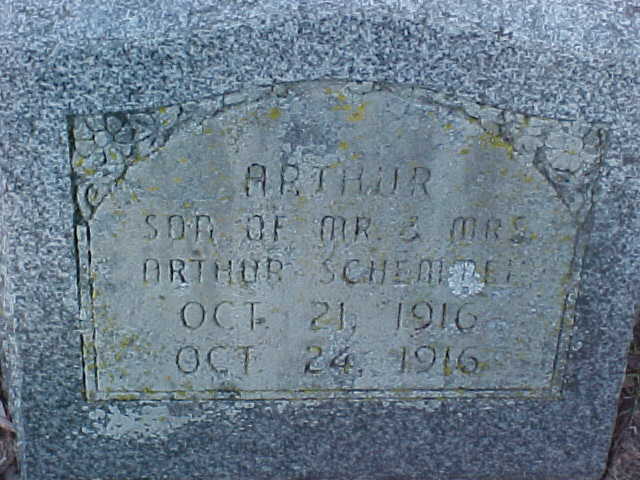 ARTHUR
SON OF MR. & MRS.
ARTHUR
OCT. 21, 1916
OCT. 24, 1916